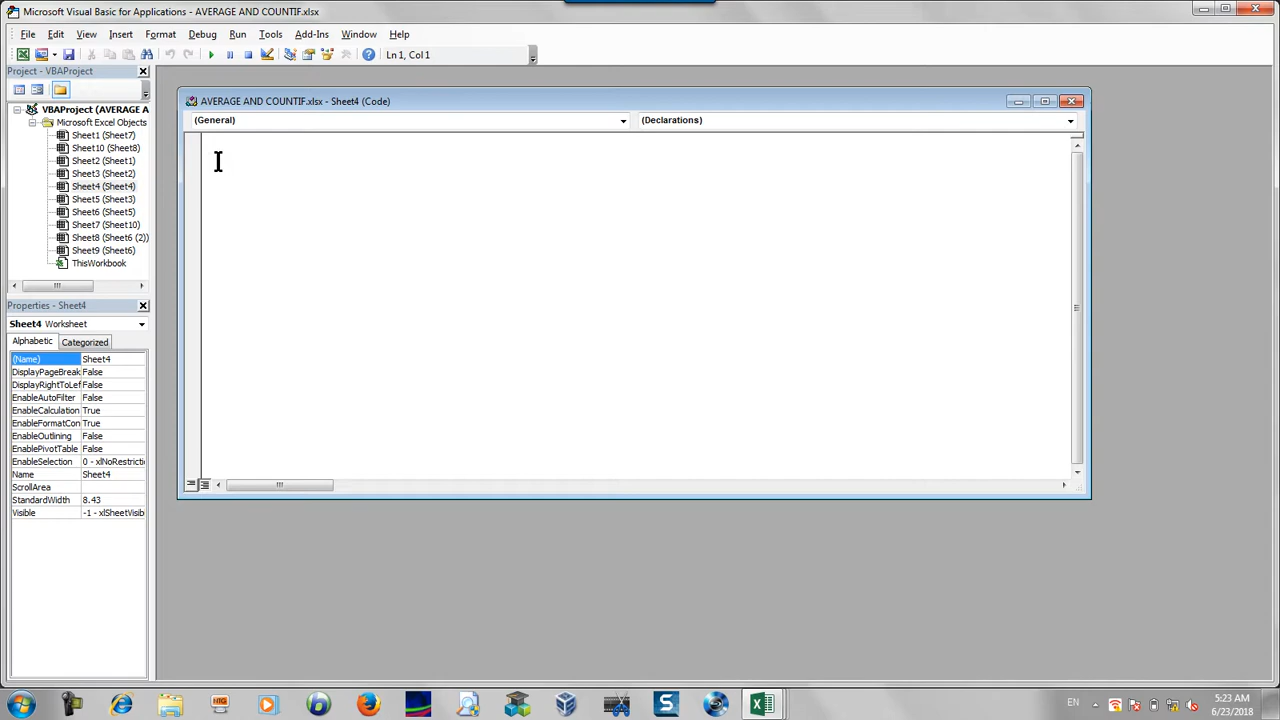 Microsoft Visual Basic for Applications - AVERAGE AND COUNTIF.xlsx
File Edit View Insert Format Debug Run Tools Add-Ins Window Help
Ln 1, Col 1
Project - VBAProject
VBAProject (AVERAGE A
Microsoft Excel Objects
Sheet1 (Sheet7)
Sheet10 (Sheet8)
Sheet2 (Sheet1)
Sheet3 (Sheet2)
Sheet4 (Sheet4)
Sheet5 (Sheet3)
Sheet6 (Sheet5)
Sheet7 (Sheet10)
Sheet8 (Sheet6 (2))
Sheet9 (Sheet6)
ThisWorkbook
AVERAGE AND COUNTIF.xlsx - Sheet4 (Code)
(General) (Declarations)
Properties - Sheet4
Sheet4 Worksheet
Alphabetic Categorized
(Name) Sheet4
DisplayPageBreak False
DisplayRightToLef False
EnableAutoFilter False
EnableCalculation True
EnableFormatCon True
EnableOutlining False
EnablePivotTable False
EnableSelection 0 - xlNoRestricti
Name Sheet4
ScrollArea
StandardWidth 8.43
Visible -1 - xlSheetVisib
HTG
S
EN
5:23 AM
6/23/2018